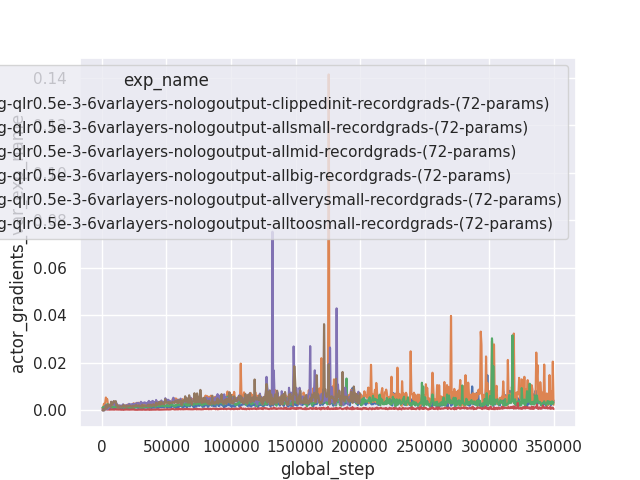 exp_name
g-qlr0.5e-3-6varlayers-nologoutput-clippedinit-recordgrads-(72-params)
g-qlr0.5e-3-6varlayers-nologoutput-allsmall-recordgrads-(72-params)
g-qlr0.5e-3-6varlayers-nologoutput-allmid-recordgrads-(72-params)
g-qlr0.5e-3-6varlayers-nologoutput-allbig-recordgrads-(72-params)
g-qlr0.5e-3-6varlayers-nologoutput-allverysmall-recordgrads-(72-params)
g-qlr0.5e-3-6varlayers-nologoutput-alltoosmall-recordgrads-(72-params)
0.14
0.06
0.04
0.02
0.00
actor_gradients_
0 50000 100000 150000 200000 250000 300000 350000
global_step